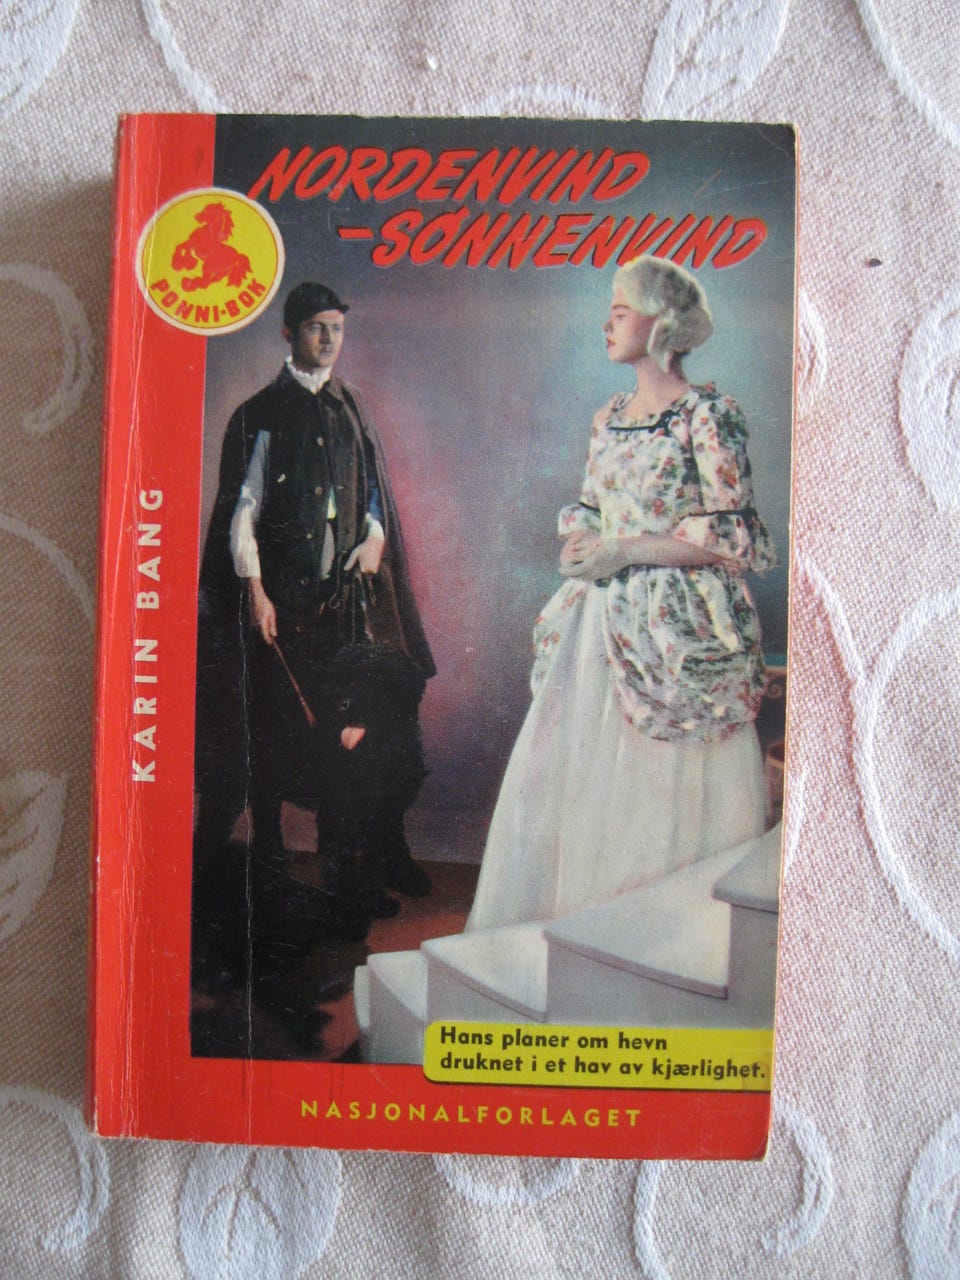 NORDENVIND
-SØNNENVIND
PONNI-BOK
KARIN BANG
Hans planer om hevn
druknet i et hav av kjærlighet.
NASJONALFORLAGET